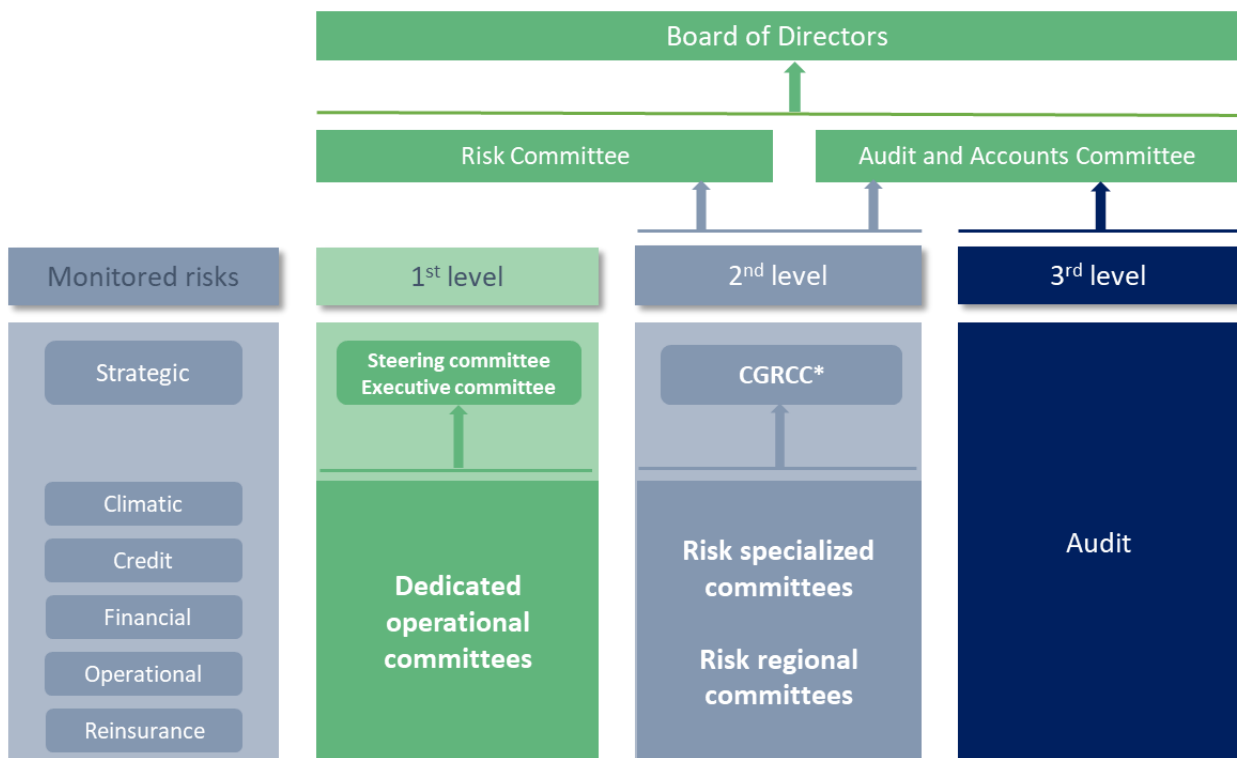 Board of Directors
Risk Committee
Audit and Accounts Committee
Monitored risks
1st level
2nd level
3rd level
Strategic
Climatic
Credit
Financial
Operational
Reinsurance
Steering committee
Executive committee
Dedicated
operational
committees
CGRCC*
Risk specialized
committees
Risk regional
committees
Audit